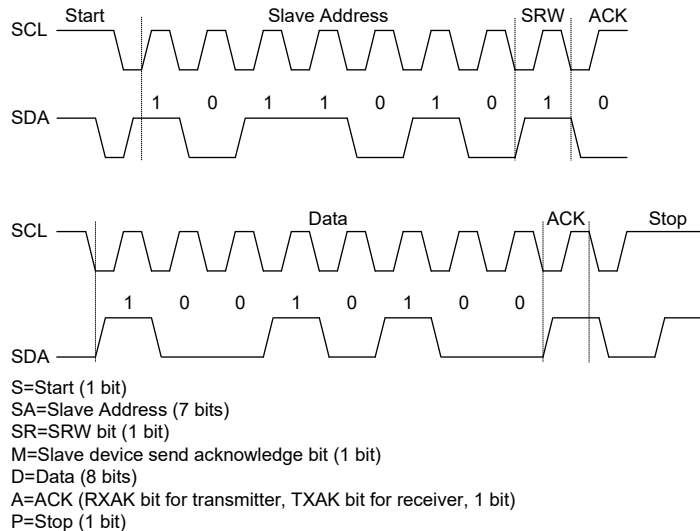 Start Slave Address SRW ACK
SCL
1 0 1 1 0 1 0 1 0
SDA
Data ACK Stop
SCL
1 0 0 1 0 1 0 0
SDA
S=Start (1 bit)
SA=Slave Address (7 bits)
SR=SRW bit (1 bit)
M=Slave device send acknowledge bit (1 bit)
D=Data (8 bits)
A=ACK (RXAK bit for transmitter, TXAK bit for receiver, 1 bit)
P=Stop (1 bit)